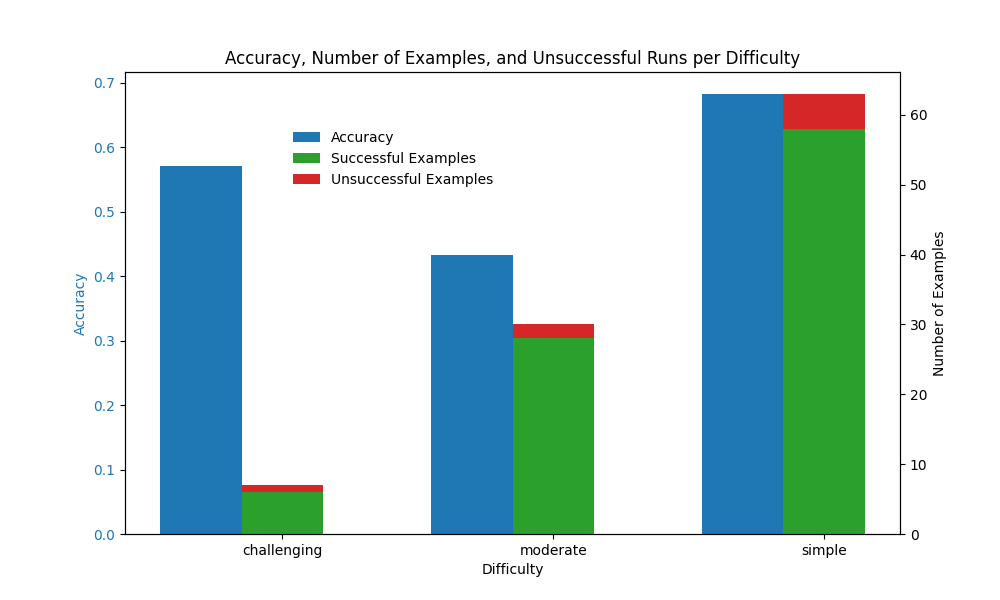 Accuracy, Number of Examples, and Unsuccessful Runs per Difficulty
0.7
0.6
0.5
0.4
0.3
0.2
0.1
0.0
Accuracy
Accuracy
Successful Examples
Unsuccessful Examples
60
50
40
30
20
10
0
Number of Examples
challenging
moderate
simple
Difficulty